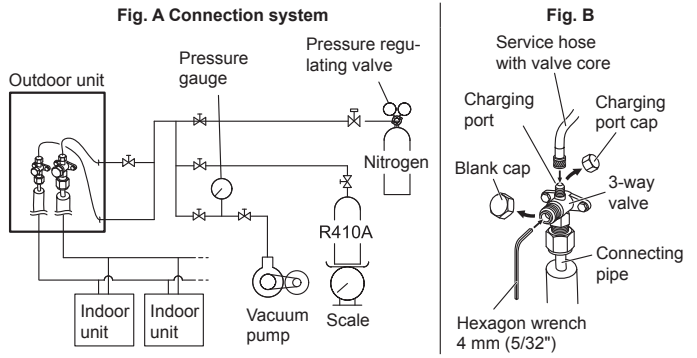 Fig. A Connection system
Outdoor unit
Pressure
gauge
Pressure regu-
lating valve
Nitrogen
R410A
Indoor
unit
Indoor
unit
Vacuum
pump
Scale
Fig. B
Service hose
with valve core
Charging
port
Charging
port cap
Blank cap
3-way
valve
Connecting
pipe
Hexagon wrench
4 mm (5/32")